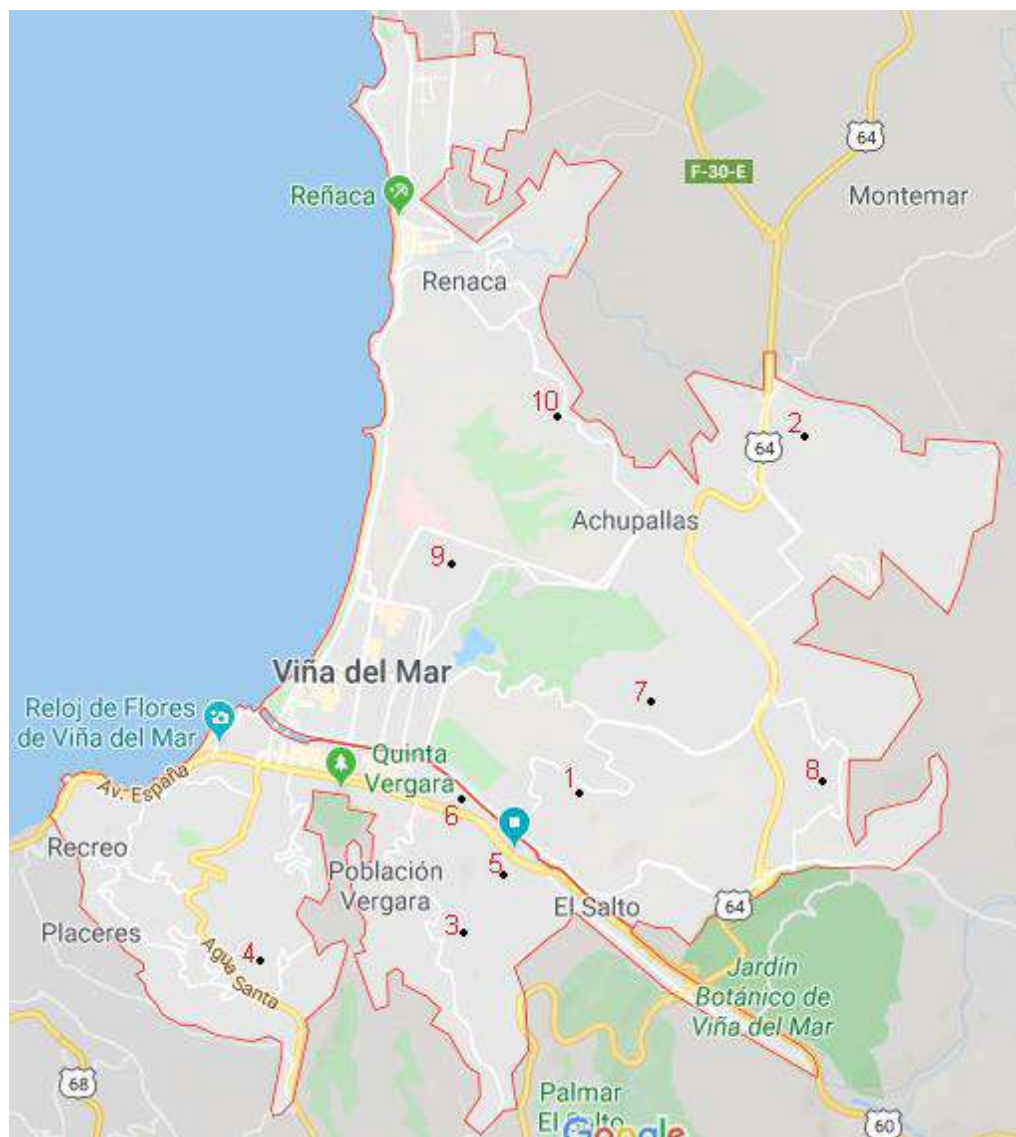 64
F-30-E
Montemar
Reñaca
Renaca
10
2
64
Achupallas
9
Viña del Mar
7
Reloj de Flores
de Viña del Mar
Quinta
Vergara
Av. España
1
8
6
Recreo
Población
Vergara
5
El Salto
64
Placeres
3
4
Agua Santa
Jardín
Botánico de
Viña del Mar
68
Palmar
El Salto
Google
60